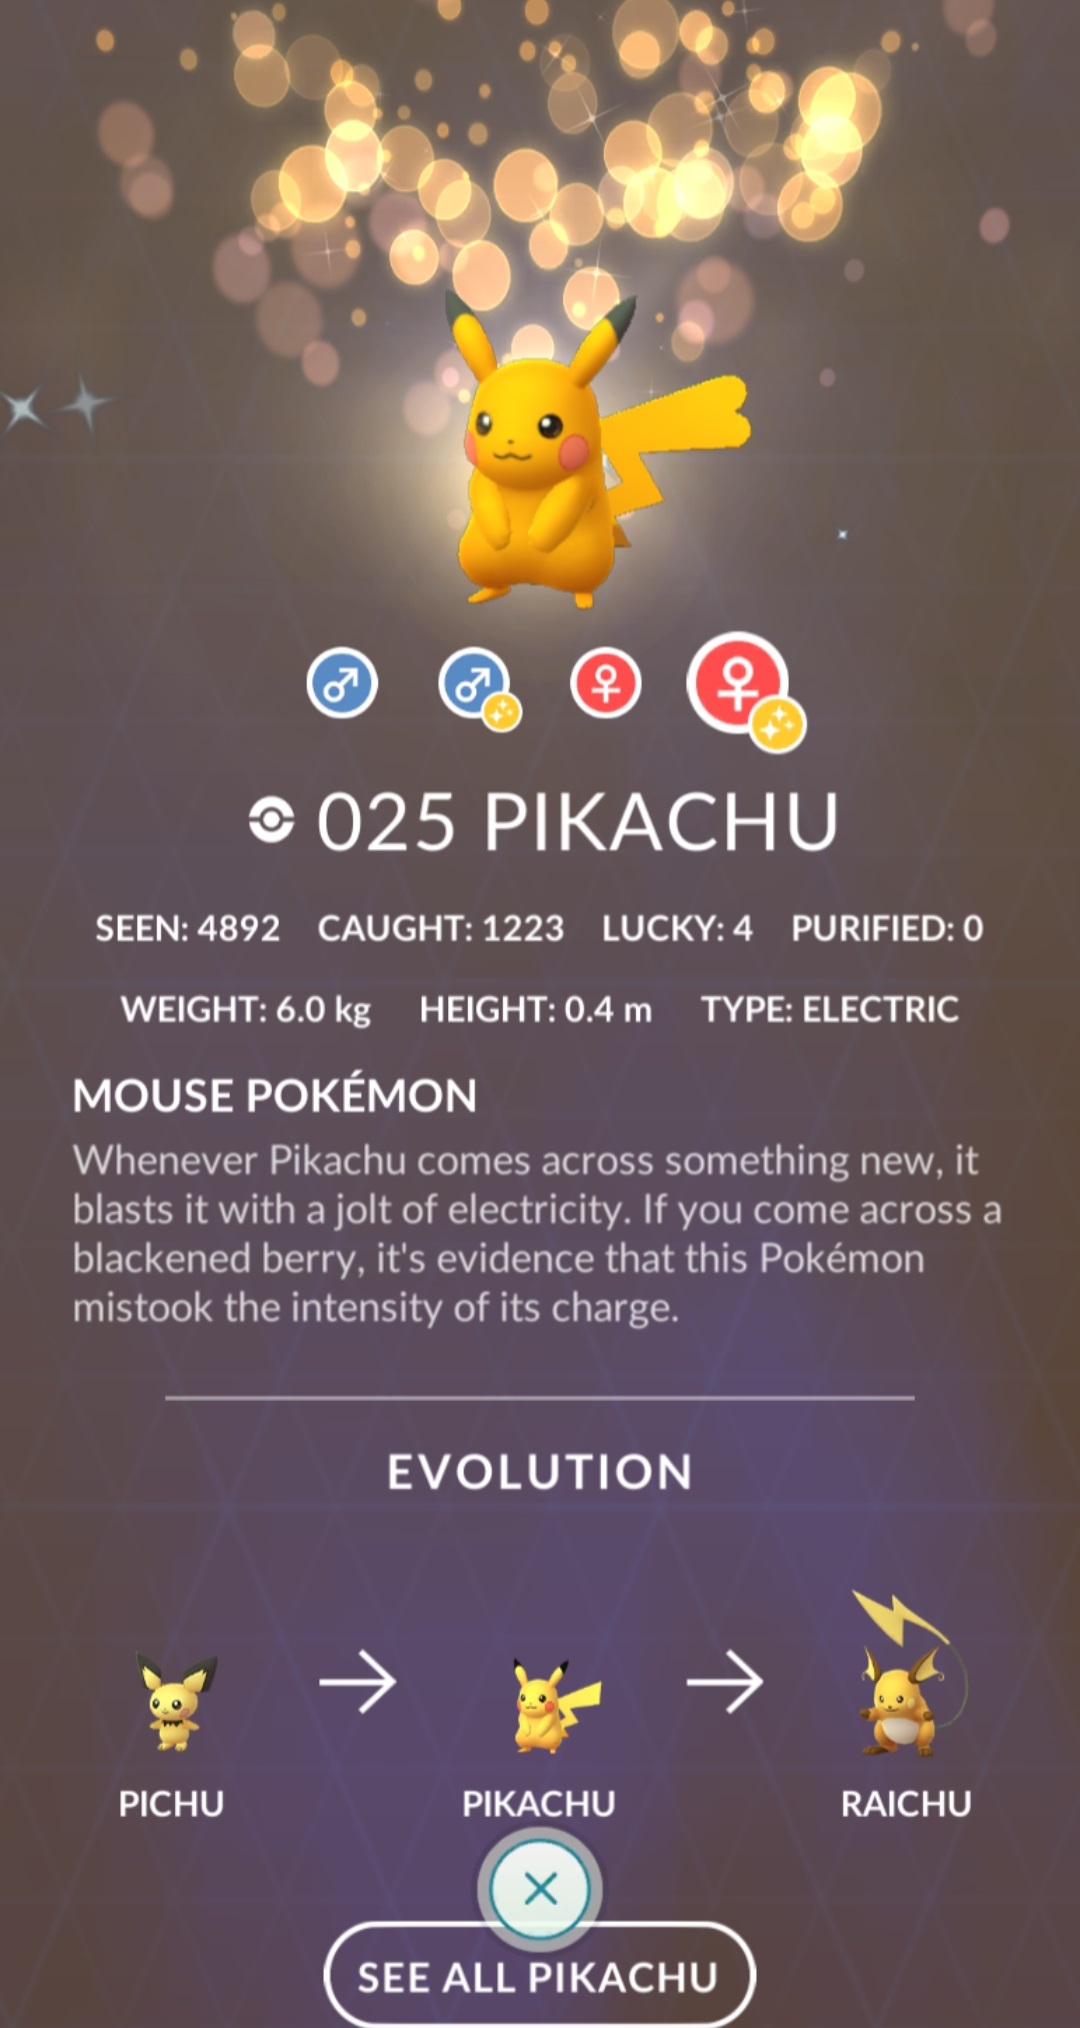 025 PIKACHU
SEEN: 4892 CAUGHT: 1223 LUCKY: 4 PURIFIED: 0
WEIGHT: 6.0 kg HEIGHT: 0.4 m TYPE: ELECTRIC
MOUSE POKÉMON
Whenever Pikachu comes across something new, it
blasts it with a jolt of electricity. If you come across a
blackened berry, it's evidence that this Pokémon
mistook the intensity of its charge.
EVOLUTION
PICHU PIKACHU RAICHU
SEE ALL PIKACHU